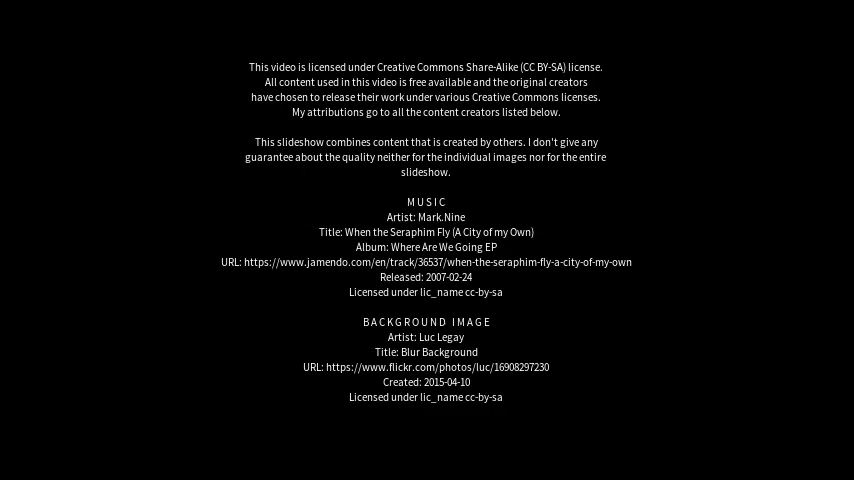 This video is licensed under Creative Commons Share-Alike (CC BY-SA) license.
All content used in this video is free available and the original creators
have chosen to release their work under various Creative Commons licenses.
My attributions go to all the content creators listed below.
This slideshow combines content that is created by others. I don't give any
guarantee about the quality neither for the individual images nor for the entire
slideshow.
MUSIC
Artist: Mark.Nine
Title: When the Seraphim Fly (A City of my Own)
Album: Where Are We Going EP
URL: https://www.jamendo.com/en/track/36537/when-the-seraphim-fly-a-city-of-my-own
Released: 2007-02-24
Licensed under lic_name cc-by-sa
BACKGROUND IMAGE
Artist: Luc Legay
Title: Blur Background
URL: https://www.flickr.com/photos/luc/16908297230
Created: 2015-04-10
Licensed under lic_name cc-by-sa